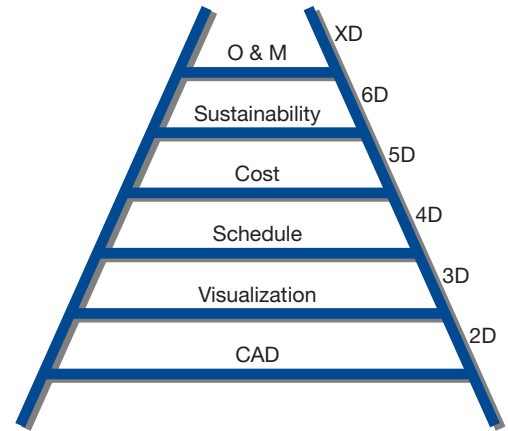 XD
O & M
6D
Sustainability
5D
Cost
4D
Schedule
3D
Visualization
2D
CAD